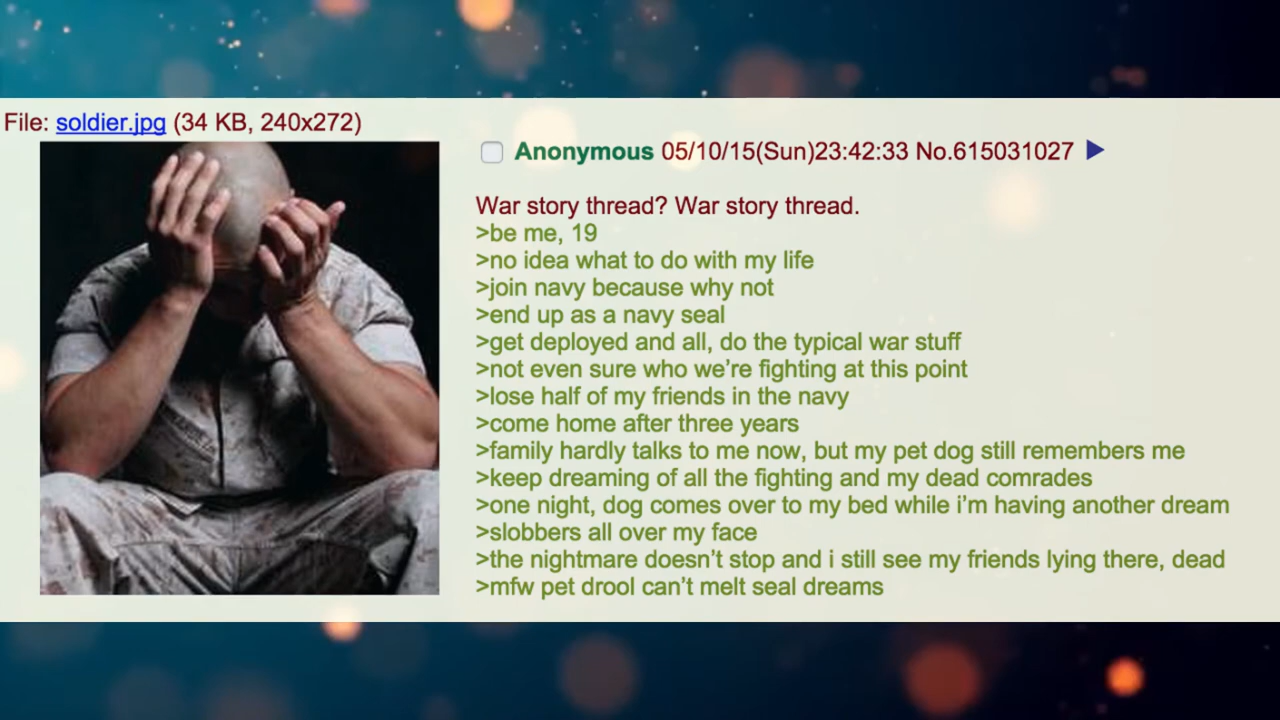 File: soldier.jpg (34 KB, 240x272)
Anonymous 05/10/15(Sun)23:42:33 No.615031027
War story thread? War story thread.
>be me, 19
>no idea what to do with my life
>join navy because why not
>end up as a navy seal
>get deployed and all, do the typical war stuff
>not even sure who we’re fighting at this point
>lose half of my friends in the navy
>come home after three years
>family hardly talks to me now, but my pet dog still remembers me
>keep dreaming of all the fighting and my dead comrades
>one night, dog comes over to my bed while i’m having another dream
>slobbers all over my face
>the nightmare doesn’t stop and i still see my friends lying there, dead
>mfw pet drool can’t melt seal dreams